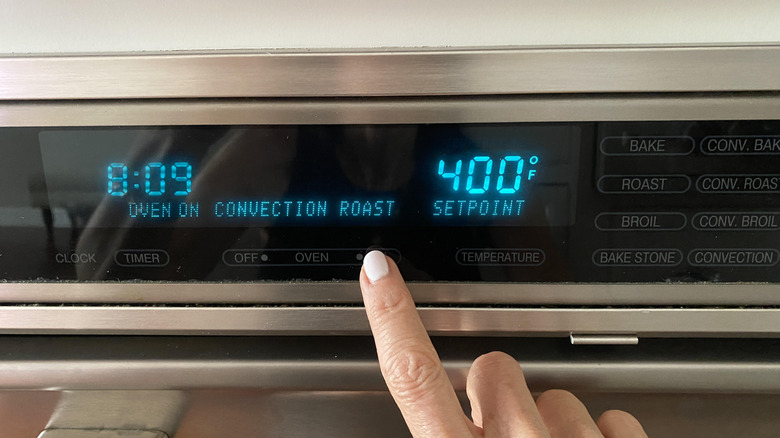 8:09
400°F
OVEN ON CONVECTION ROAST
SETPOINT
CLOCK
TIMER
OFF
OVEN
TEMPERATURE
BAKE
CONV. BAK
ROAST
CONV. ROAST
BROIL
CONV. BROIL
BAKE STONE
CONVECTION